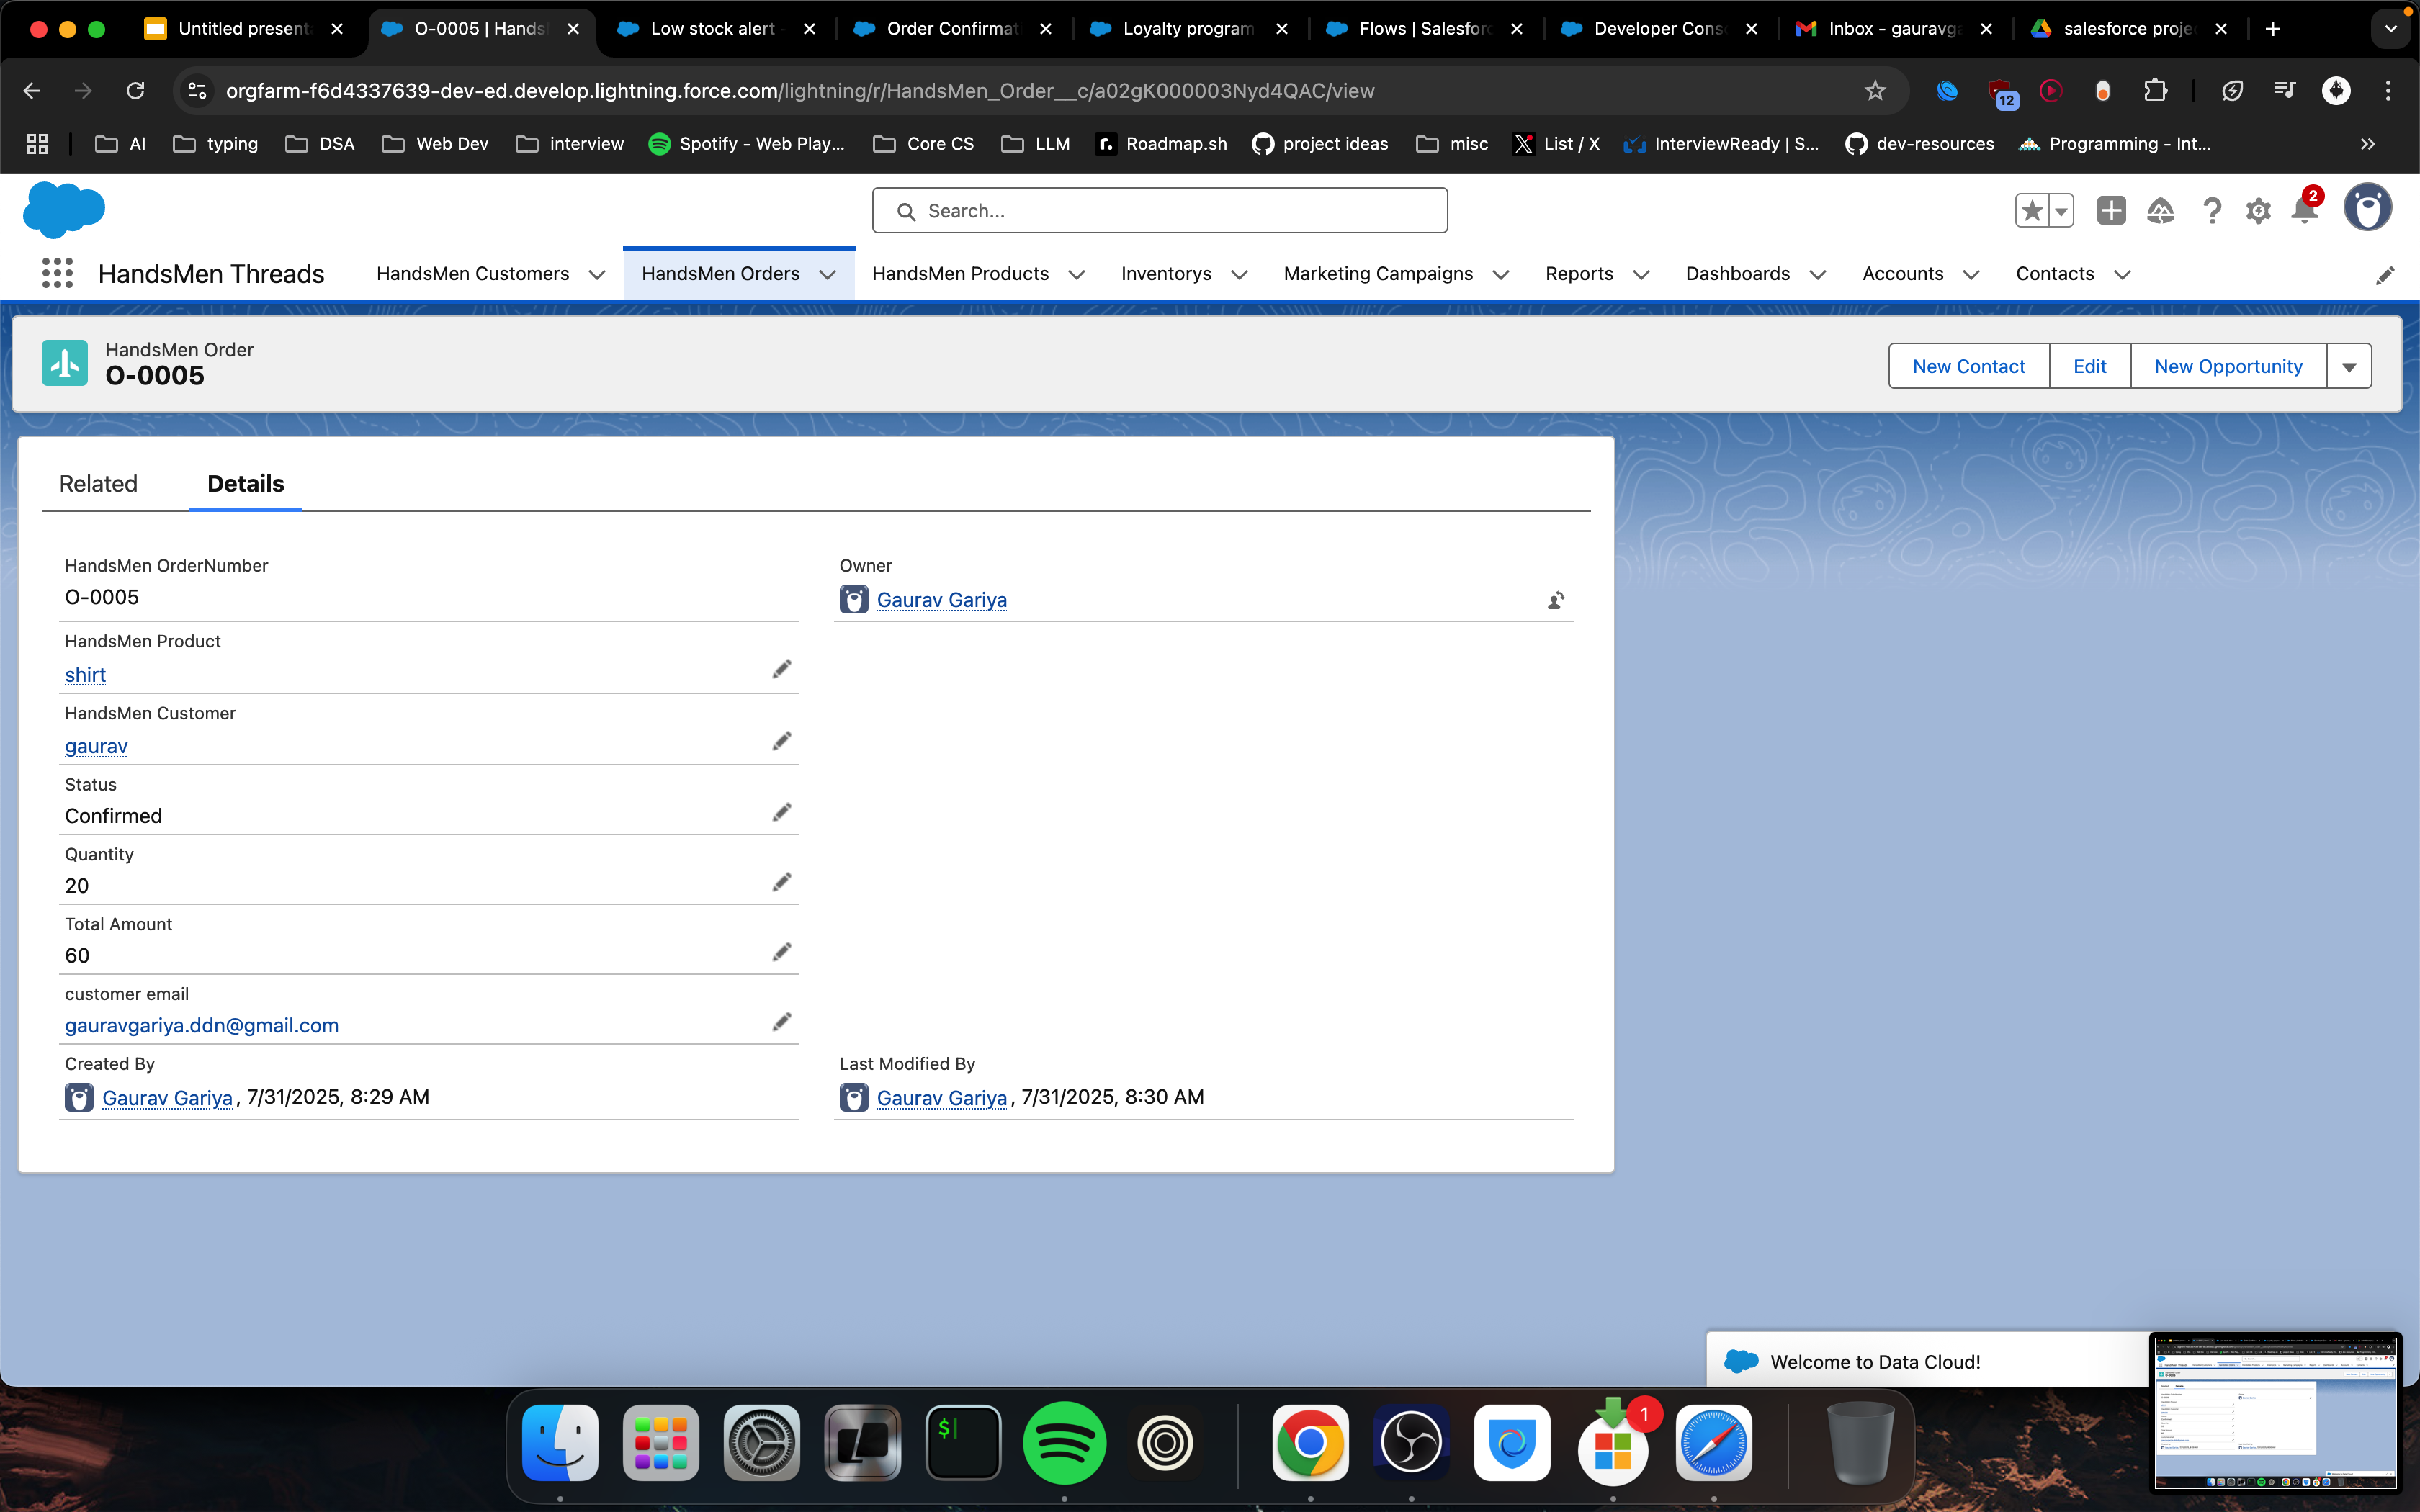 Untitled present
O-0005 | Hands
Low stock alert -
Order Confirmat
Loyalty program
Flows | Salesforc
Developer Cons
Inbox - gauravga
salesforce projec
orgfarm-f6d4337639-dev-ed.develop.lightning.force.com/lightning/r/HandsMen_Order__c/a02gK000003Nyd4QAC/view
12
AI
typing
DSA
Web Dev
interview
Spotify - Web Play...
Core CS
LLM
Roadmap.sh
project ideas
misc
List / X
InterviewReady | S...
dev-resources
Programming - Int...
Search...
2
HandsMen Threads
HandsMen Customers
HandsMen Orders
HandsMen Products
Inventorys
Marketing Campaigns
Reports
Dashboards
Accounts
Contacts
HandsMen Order
O-0005
New Contact
Edit
New Opportunity
Related
Details
HandsMen OrderNumber
O-0005
Owner
Gaurav Gariya
HandsMen Product
shirt
HandsMen Customer
gaurav
Status
Confirmed
Quantity
20
Total Amount
60
customer email
gauravgariya.ddn@gmail.com
Created By
Gaurav Gariya, 7/31/2025, 8:29 AM
Last Modified By
Gaurav Gariya, 7/31/2025, 8:30 AM
Welcome to Data Cloud!
$
1